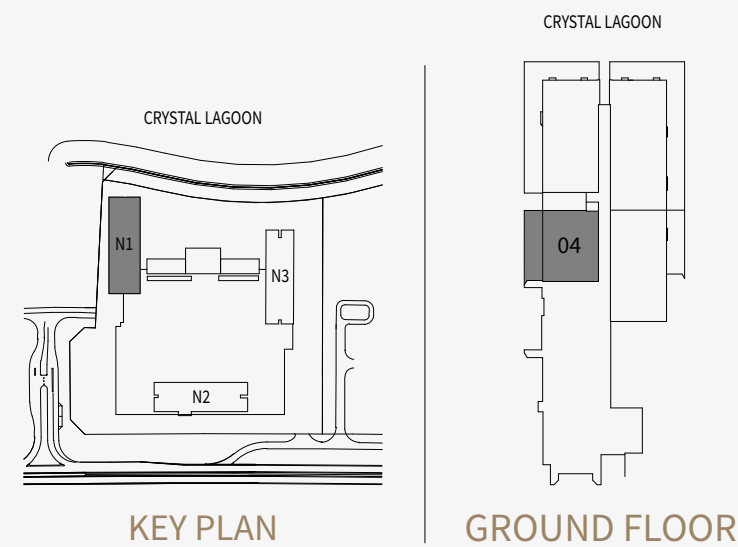 CRYSTAL LAGOON
N1
N3
N2
KEY PLAN
CRYSTAL LAGOON
04
GROUND FLOOR